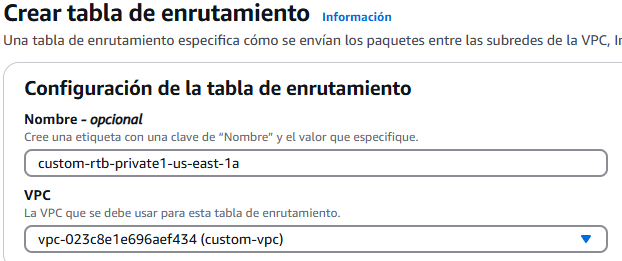 Crear tabla de enrutamiento Información
Una tabla de enrutamiento especifica cómo se envían los paquetes entre las subredes de la VPC,
Configuración de la tabla de enrutamiento
Nombre - opcional
Cree una etiqueta con una clave de “Nombre” y el valor que especifique.
custom-rtb-private1-us-east-1a
VPC
La VPC que se debe usar para esta tabla de enrutamiento.
vpc-023c8e1e696aef434 (custom-vpc)